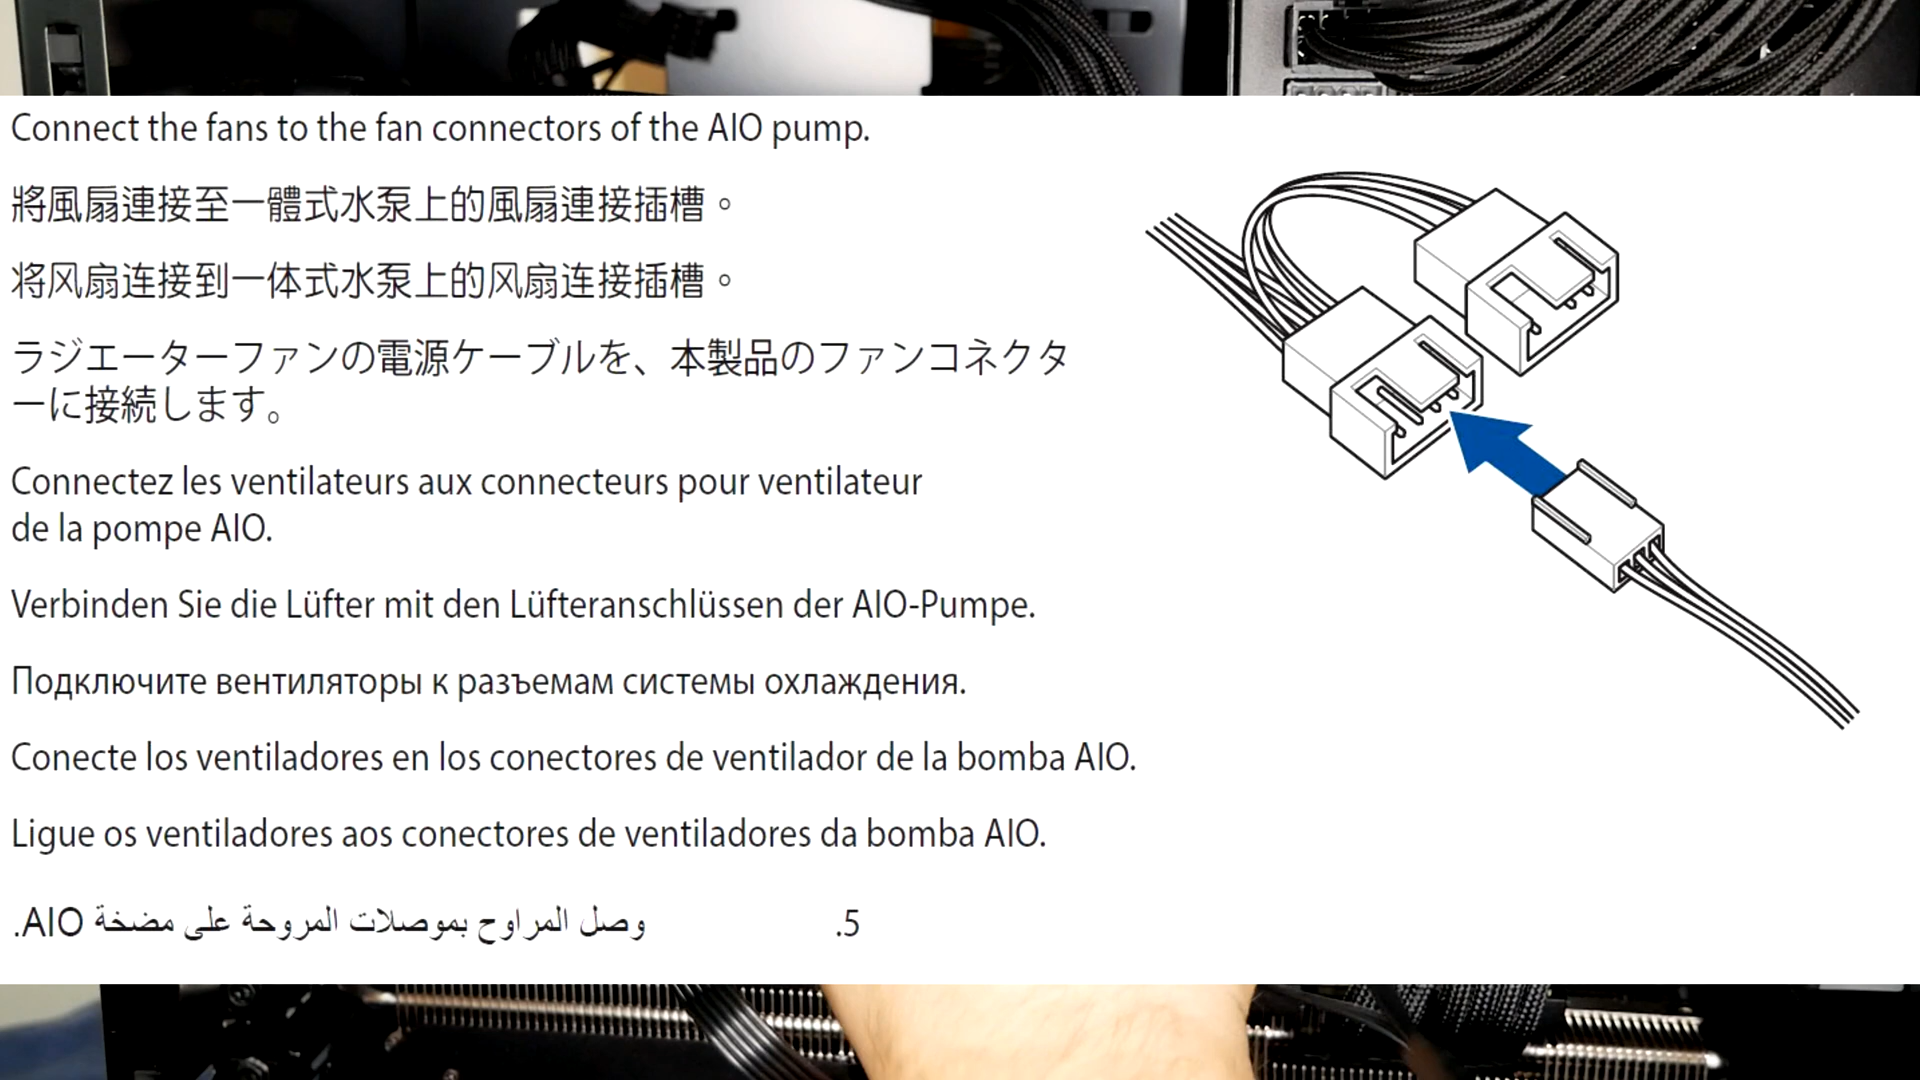 Connect the fans to the fan connectors of the AIO pump.
將風扇連接至一體式水泵上的風扇連接插槽。
将风扇连接到一体式水泵上的风扇连接插槽。
ラジエーターファンの電源ケーブルを、本製品のファンコネクタ
ーに接続します。
Connectez les ventilateurs aux connecteurs pour ventilateur
de la pompe AIO.
Verbinden Sie die Lüfter mit den Lüfteranschlüssen der AIO-Pumpe.
Подключите вентиляторы к разъемам системы охлаждения.
Conecte los ventiladores en los conectores de ventilador de la bomba AIO.
Ligue os ventiladores aos conectores de ventiladores da bomba AIO.
5. وصل المراوح بموصلات المروحة على مضخة AIO.